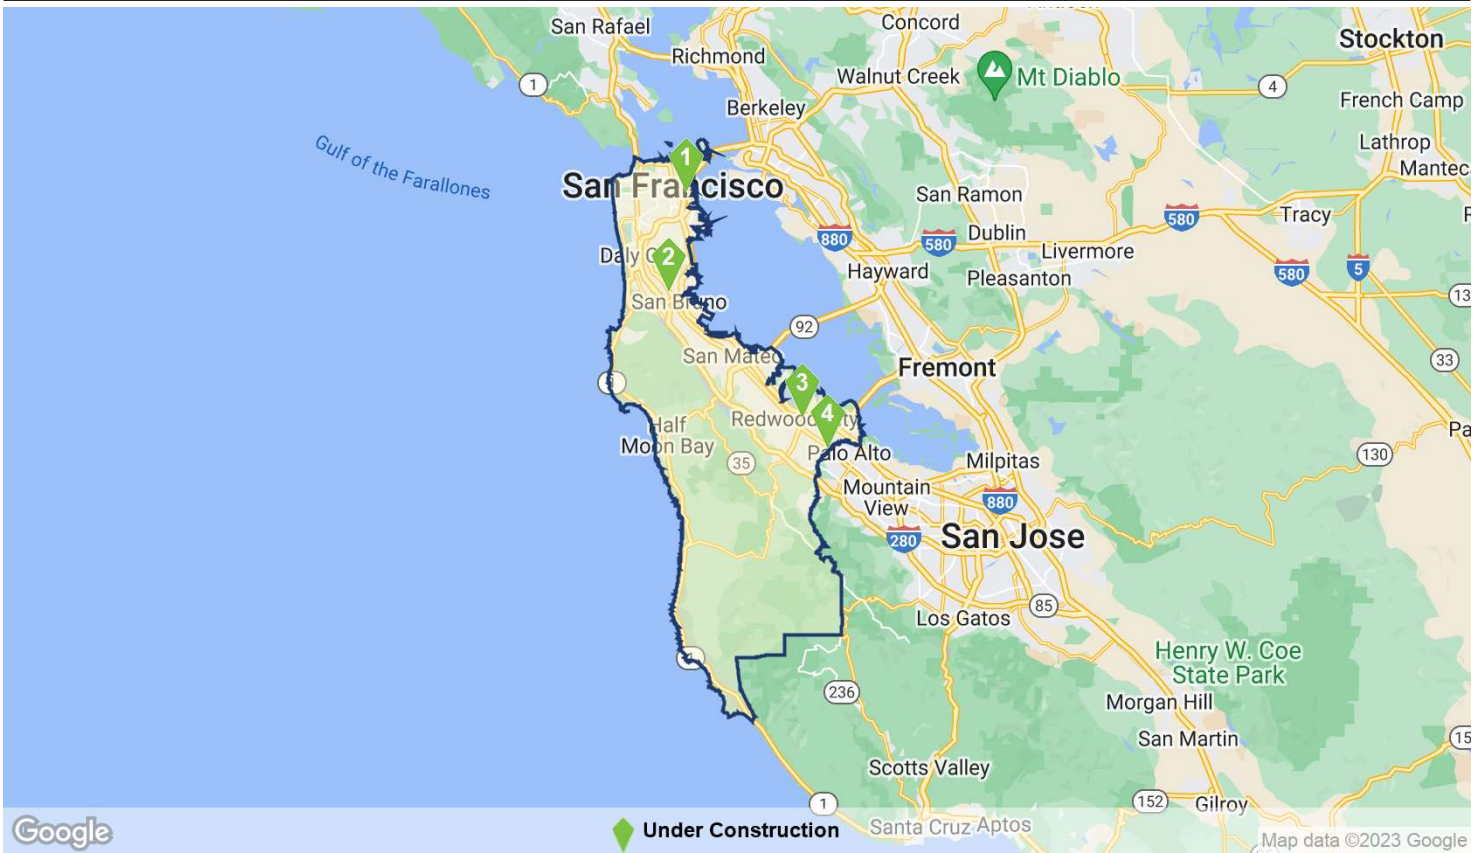 San Rafael
Concord
Richmond
Stockton
1
Walnut Creek
Mt Diablo
4
French Camp
Berkeley
Gulf of the Farallones
Lathrop
1
San Francisco
San Ramon
Tracy
580
880
580
Dublin
Livermore
2
Hayward
Pleasanton
580
5
San Bruno
92
San Mateo
33
3
Fremont
4
Half
Moon Bay
35
Palo Alto
Milpitas
130
Mountain
View
880
280
San Jose
85
Los Gatos
Henry W. Coe
State Park
236
Morgan Hill
San Martin
Scotts Valley
1
152
Gilroy
Google
Under Construction
Santa Cruz
Aptos
Map data ©2023 Google